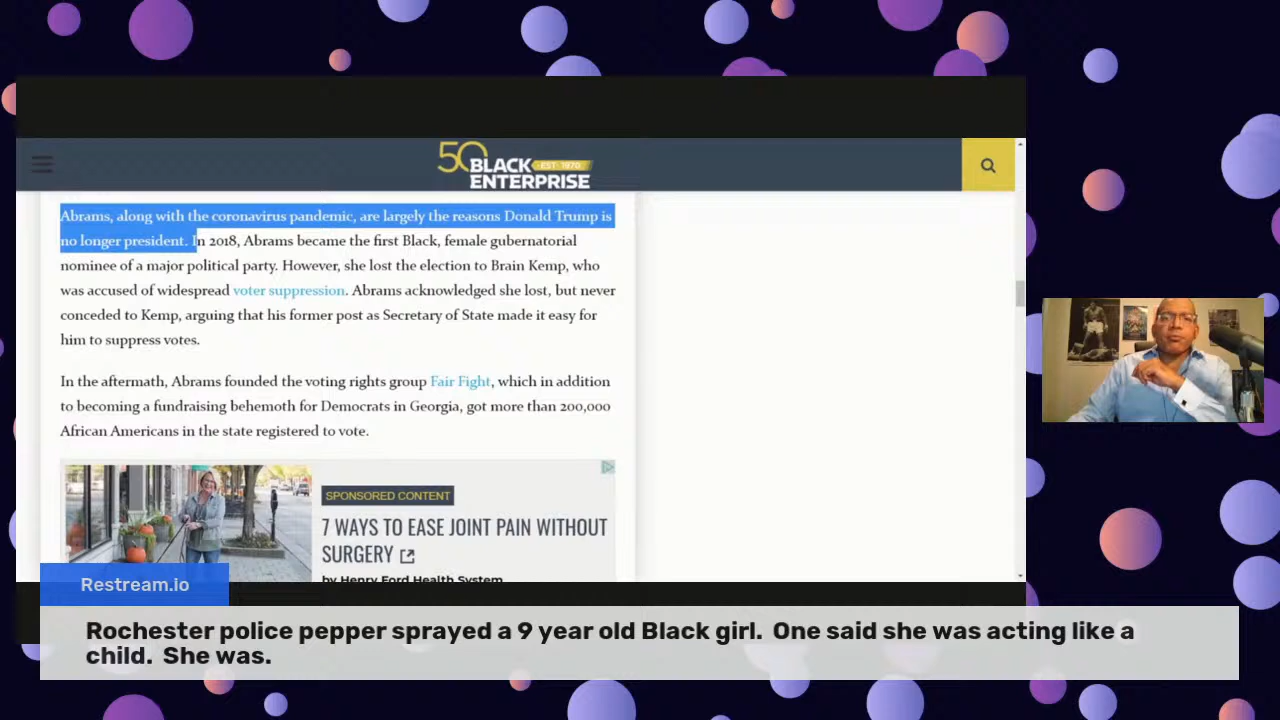 50 BLACK EST. 1970
ENTERPRISE
Abrams, along with the coronavirus pandemic, are largely the reasons Donald Trump is
no longer president. In 2018, Abrams became the first Black, female gubernatorial
nominee of a major political party. However, she lost the election to Brain Kemp, who
was accused of widespread voter suppression. Abrams acknowledged she lost, but never
conceded to Kemp, arguing that his former post as Secretary of State made it easy for
him to suppress votes.
In the aftermath, Abrams founded the voting rights group Fair Fight, which in addition
to becoming a fundraising behemoth for Democrats in Georgia, got more than 200,000
African Americans in the state registered to vote.
SPONSORED CONTENT
7 WAYS TO EASE JOINT PAIN WITHOUT
SURGERY
by Henry Ford Health System
Restream.io
Rochester police pepper sprayed a 9 year old Black girl. One said she was acting like a
child. She was.